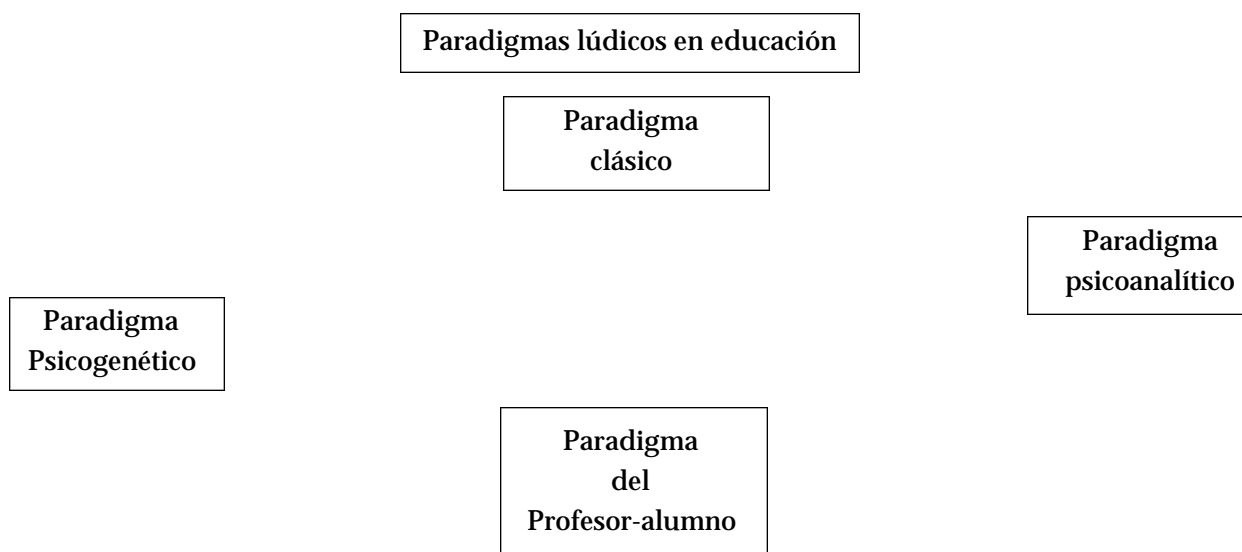 Paradigmas lúdicos en educación
Paradigma
clásico
Paradigma
psicoanalítico
Paradigma
Psicogenético
Paradigma
del
Profesor-alumno